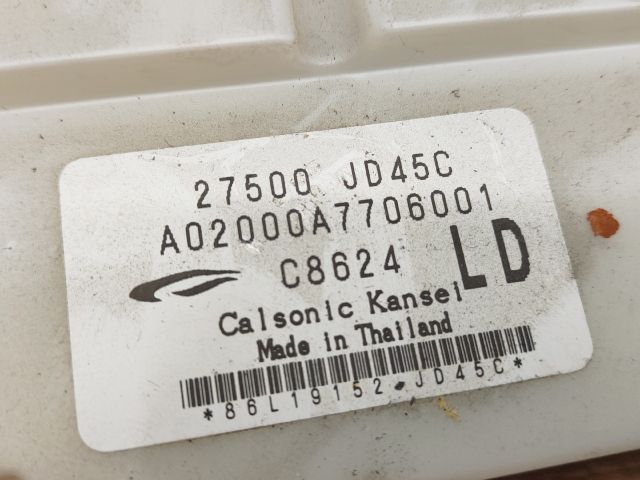 27500 JD45C
A02000A7706001
C8624 LD
Calsonic Kansei
Made in Thailand
*86L19152 JD45C*